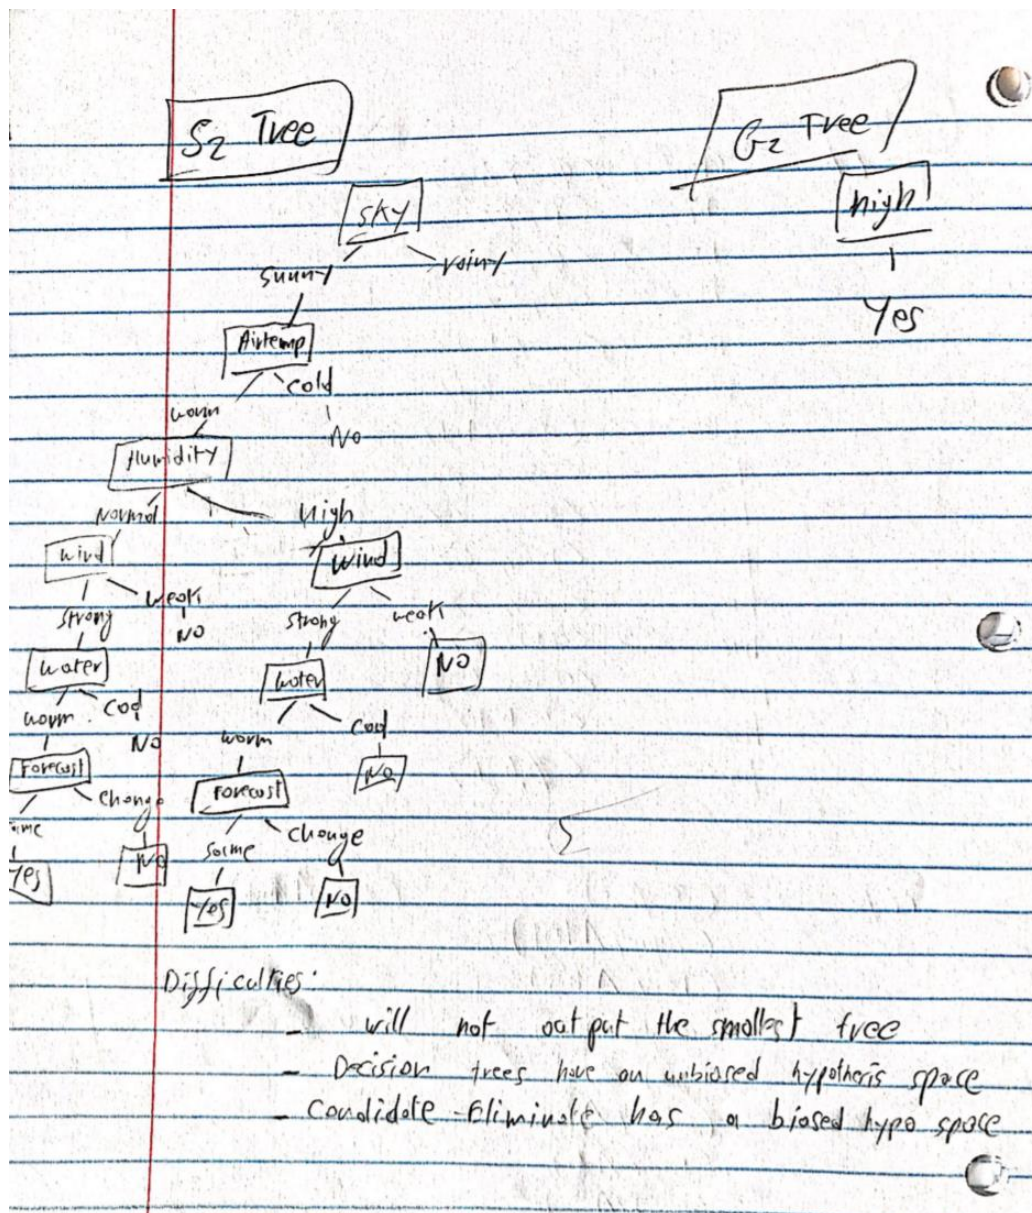 S2 Tree
G2 Tree
Sky
high
sunny rainy
Yes
Airtemp
warm cold
No
Humidity
Normal high
wind wind
strong weak strong weak
No No
water water
warm Cool warm Cool
No No
Forecast Forecast
ame change same change
Yes No Yes No
Difficulties:
- will not output the smallest tree
- Decision trees have an unbiased hypothesis space
- Candidate-Eliminate has a biased hypo space